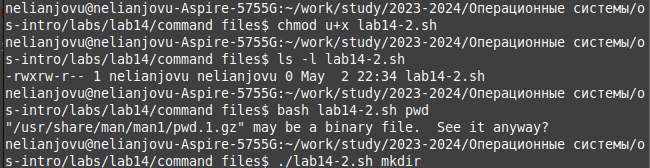 nelianjovu@nelianjovu-Aspire-5755G:~/work/study/2023-2024/Операционные системы/o
s-intro/labs/lab14/command files$ chmod u+x lab14-2.sh
nelianjovu@nelianjovu-Aspire-5755G:~/work/study/2023-2024/Операционные системы/o
s-intro/labs/lab14/command files$ ls -l lab14-2.sh
-rwxrw-r-- 1 nelianjovu nelianjovu 0 May  2 22:34 lab14-2.sh
nelianjovu@nelianjovu-Aspire-5755G:~/work/study/2023-2024/Операционные системы/o
s-intro/labs/lab14/command files$ bash lab14-2.sh pwd
"/usr/share/man/man1/pwd.1.gz" may be a binary file.  See it anyway?
nelianjovu@nelianjovu-Aspire-5755G:~/work/study/2023-2024/Операционные системы/o
s-intro/labs/lab14/command files$ ./lab14-2.sh mkdir